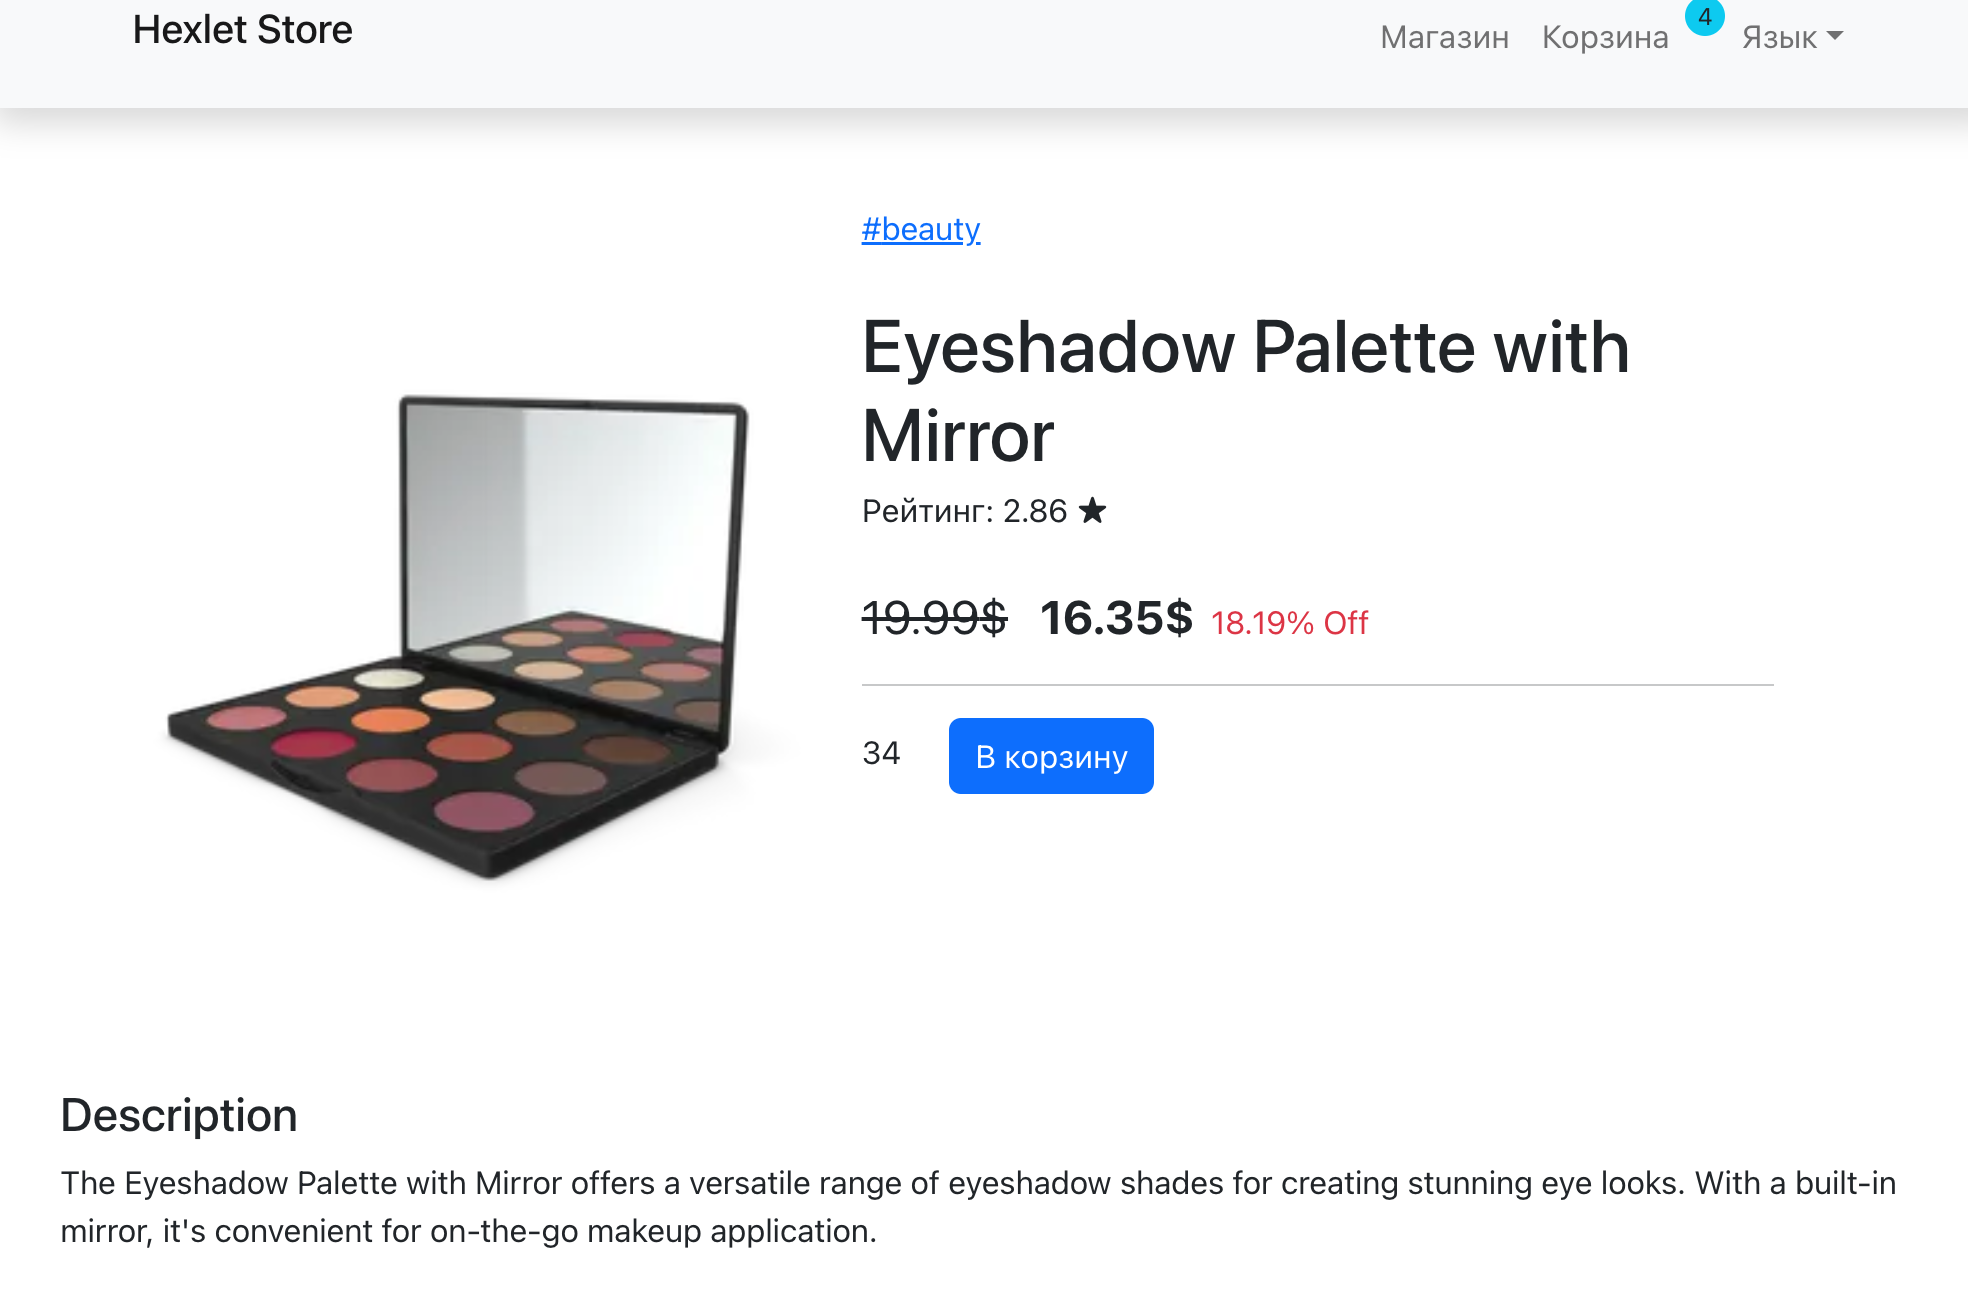 Hexlet Store
Магазин Корзина 4 Язык
#beauty
Eyeshadow Palette with
Mirror
Рейтинг: 2.86 ★
19.99$ 16.35$ 18.19% Off
34 В корзину
Description
The Eyeshadow Palette with Mirror offers a versatile range of eyeshadow shades for creating stunning eye looks. With a built-in
mirror, it's convenient for on-the-go makeup application.